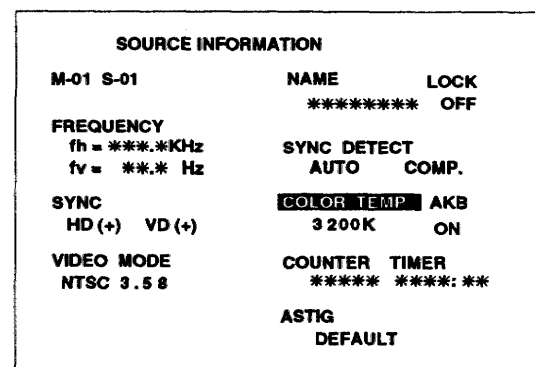 SOURCE INFORMATION
M-01 S-01
NAME LOCK
******** OFF
FREQUENCY
fh = ***.*KHz
fv = **.* Hz
SYNC DETECT
AUTO COMP.
SYNC
HD (+) VD (+)
COLOR TEMP AKB
3200K ON
VIDEO MODE
NTSC 3.58
COUNTER TIMER
***** ****: **
ASTIG
DEFAULT